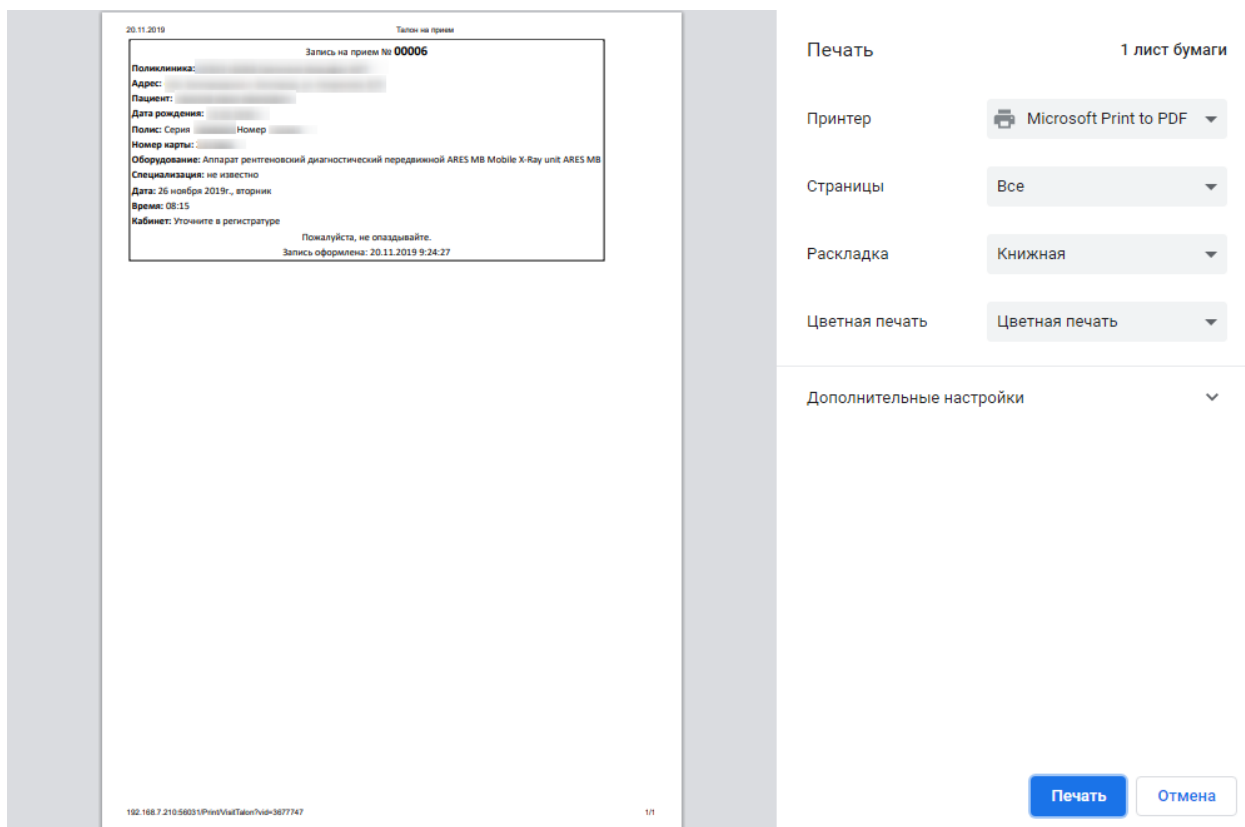 20.11.2019 Талон на прием
Запись на прием № 00006
Поликлиника:
Адрес:
Пациент:
Дата рождения:
Полис: Серия Номер
Номер карты:
Оборудование: Аппарат рентгеновский диагностический передвижной ARES MB Mobile X-Ray unit ARES MB
Специализация: не известно
Дата: 26 ноября 2019г., вторник
Время: 08:15
Кабинет: Уточните в регистратуре
Пожалуйста, не опаздывайте.
Запись оформлена: 20.11.2019 9:24:27
192.168.7.210:56031/Print/VisitTalon?vid=3677747 1/1
Печать 1 лист бумаги
Принтер Microsoft Print to PDF
Страницы Все
Раскладка Книжная
Цветная печать Цветная печать
Дополнительные настройки
Печать Отмена